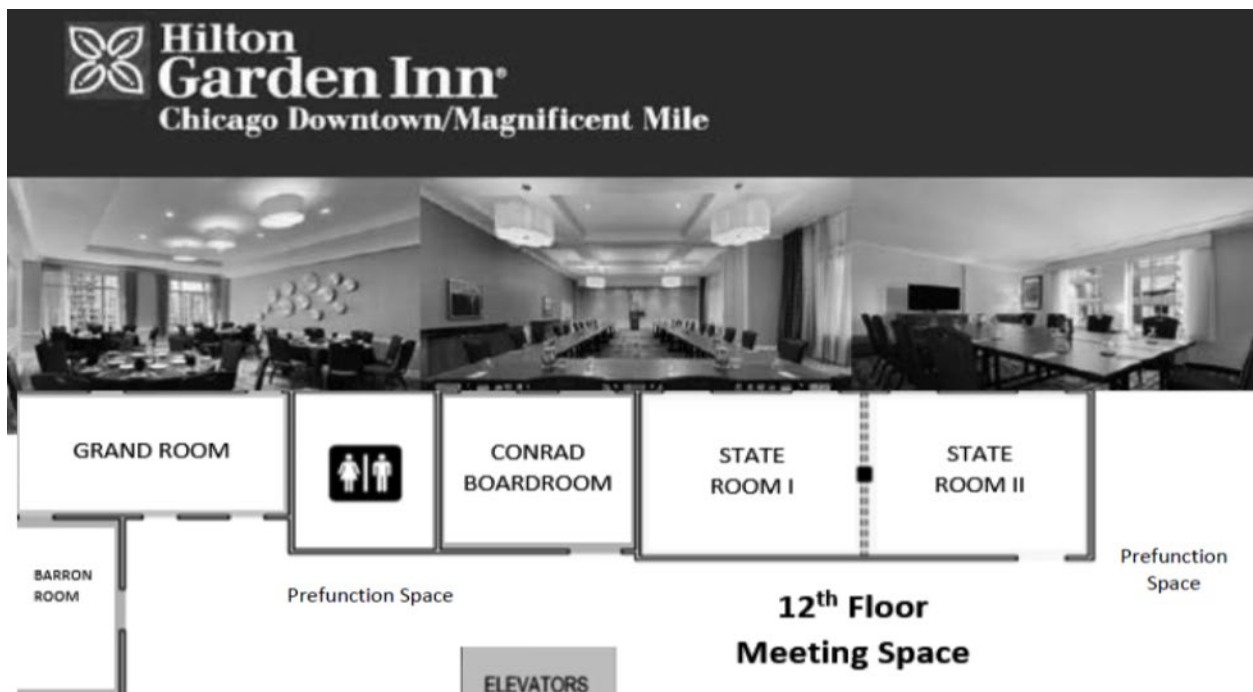 Hilton
Garden Inn®
Chicago Downtown/Magnificent Mile
GRAND ROOM
CONRAD
BOARDROOM
STATE
ROOM I
STATE
ROOM II
BARRON
ROOM
Prefunction Space
Prefunction
Space
12th Floor
Meeting Space
ELEVATORS